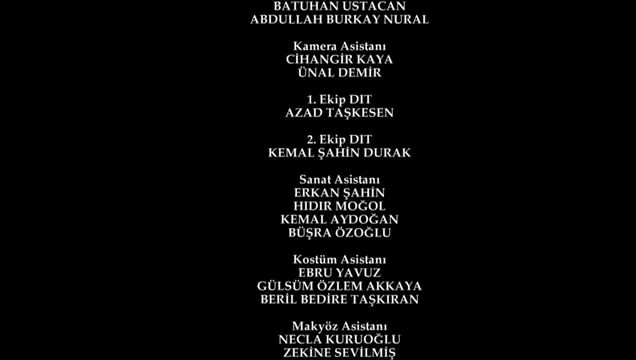 BATUHAN USTACAN
ABDULLAH BURKAY NURAL
Kamera Asistanı
CİHANGİR KAYA
ÜNAL DEMİR
1. Ekip DIT
AZAD TAŞKESEN
2. Ekip DIT
KEMAL ŞAHİN DURAK
Sanat Asistanı
ERKAN ŞAHİN
HIDIR MOĞOL
KEMAL AYDOĞAN
BÜŞRA ÖZOĞLU
Kostüm Asistanı
EBRU YAVUZ
GÜLSÜM ÖZLEM AKKAYA
BERİL BEDİRE TAŞKIRAN
Makyöz Asistanı
NECLA KURUOĞLU
ZEKİNE SEVİLMİŞ